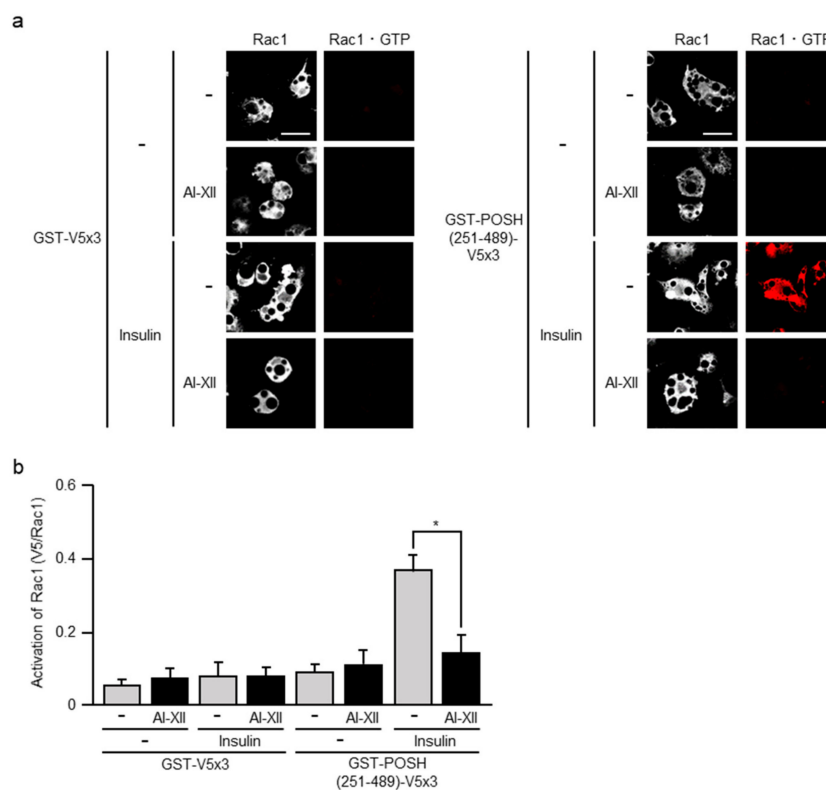 a
Rac1 Rac1・GTP Rac1 Rac1・GTP
- -
- -
AI-XII AI-XII
GST-V5x3 GST-POSH
(251-489)-
V5x3
- -
Insulin Insulin
AI-XII AI-XII
b
0.6
0.4
0.2
0
Activation of Rac1 (V5/Rac1)
*
- AI-XII - AI-XII - AI-XII - AI-XII
- Insulin - Insulin
GST-V5x3 GST-POSH
(251-489)-V5x3